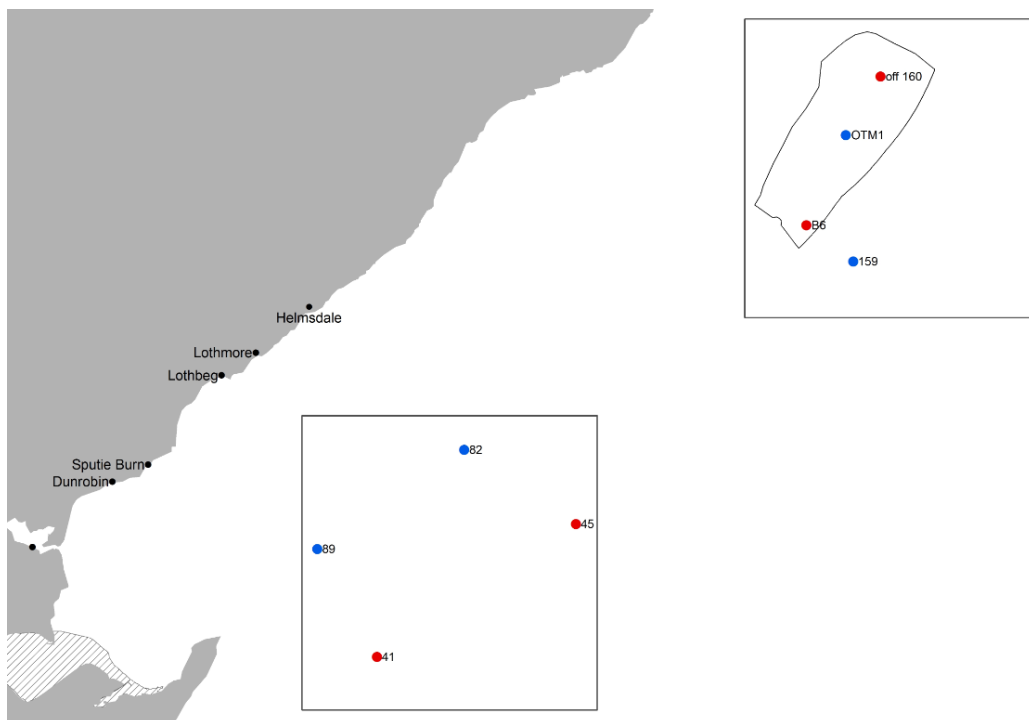 off 160
OTM1
B6
159
Helmsdale
Lothmore
Lothbeg
82
Sputie Burn
Dunrobin
45
89
41